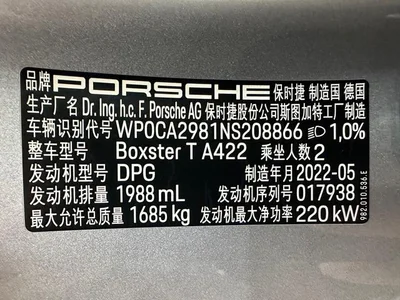 品牌 PORSCHE 保时捷 制造国 德国
生产厂名 Dr. Ing. h.c. F. Porsche AG 保时捷股份公司斯图加特工厂制造
车辆识别代号 WP0CA2981NS208866 1,0%
整车型号 Boxster T A422 乘坐人数 2
发动机型号 DPG 制造年月 2022-05
发动机排量 1988 mL 发动机序列号 017938
最大允许总质量 1685 kg 发动机最大净功率 220 kW
982.010.536.E